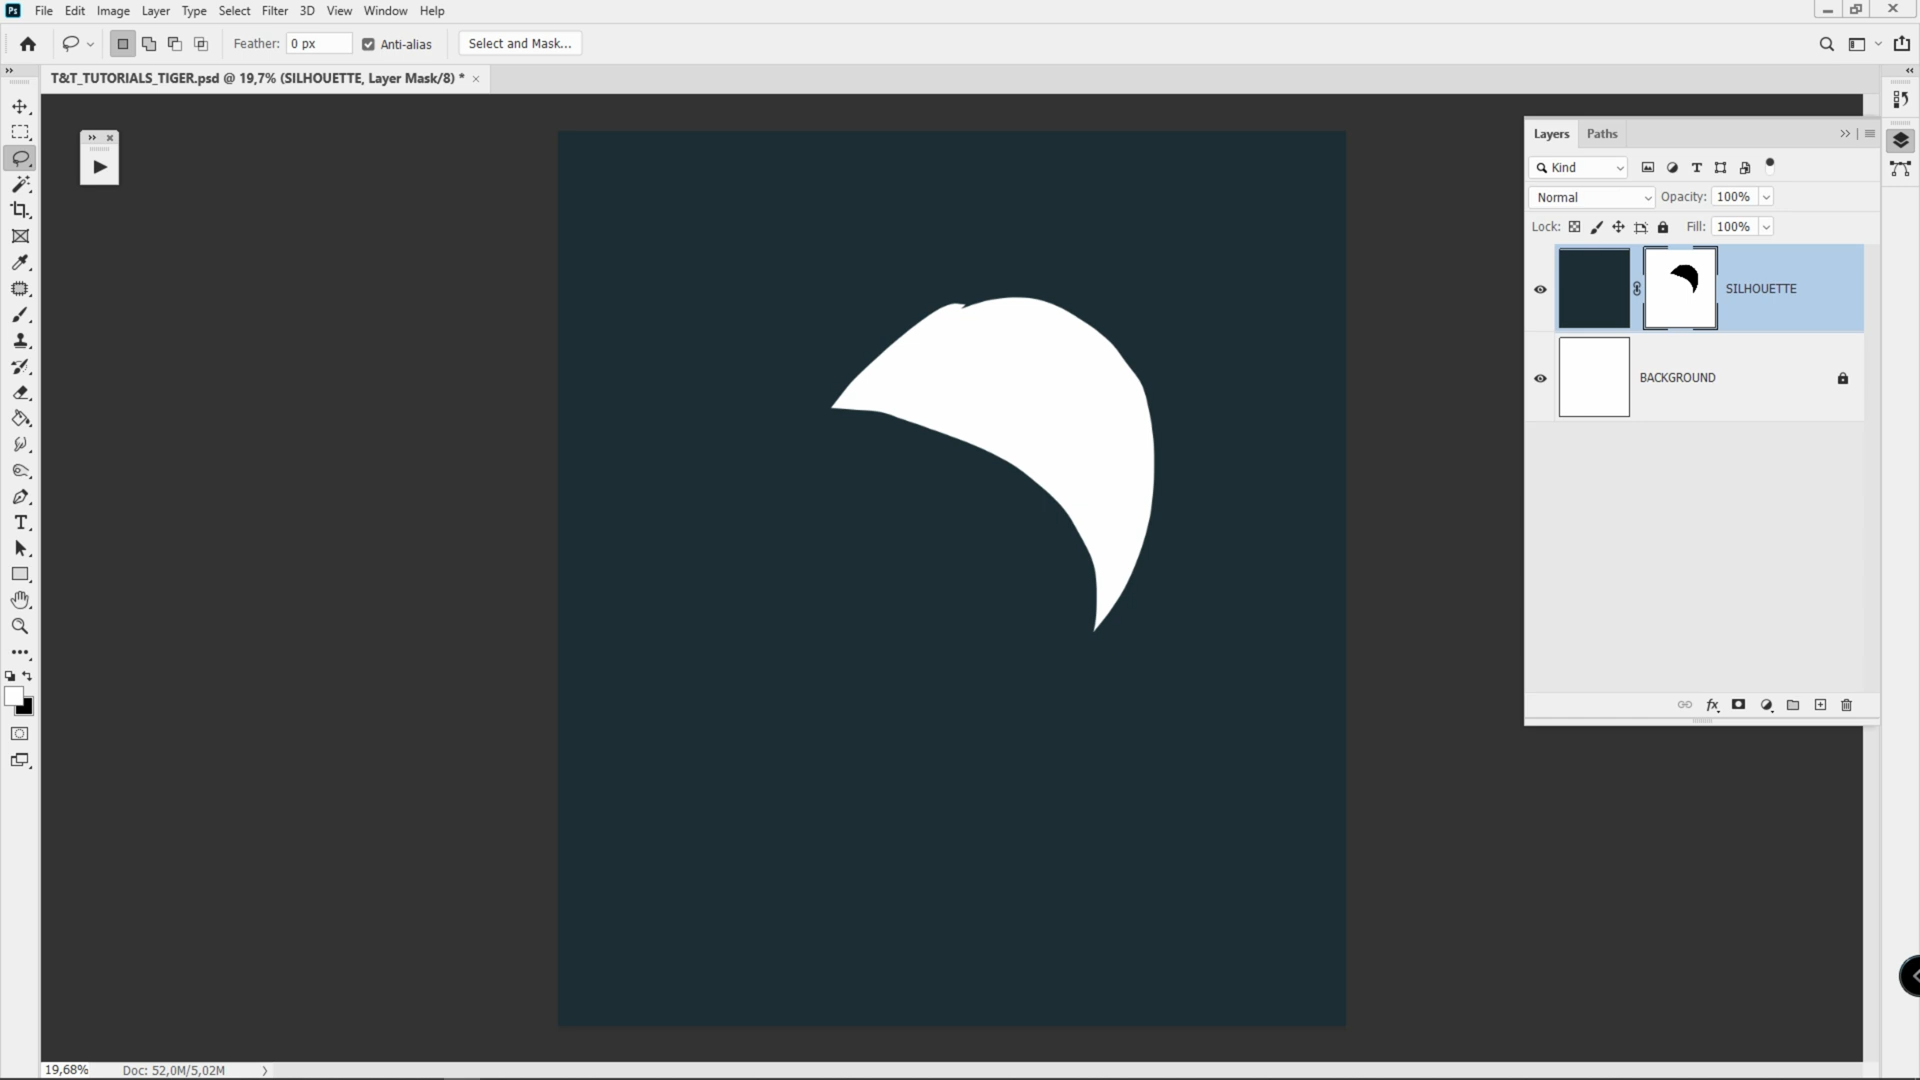 Ps File Edit Image Layer Type Select Filter 3D View Window Help
Feather: 0 px Anti-alias Select and Mask...
T&T_TUTORIALS_TIGER.psd @ 19,7% (SILHOUETTE, Layer Mask/8) *
Layers Paths
Kind
Normal Opacity: 100%
Lock: Fill: 100%
SILHOUETTE
BACKGROUND
fx
19,68% Doc: 52,0M/5,02M